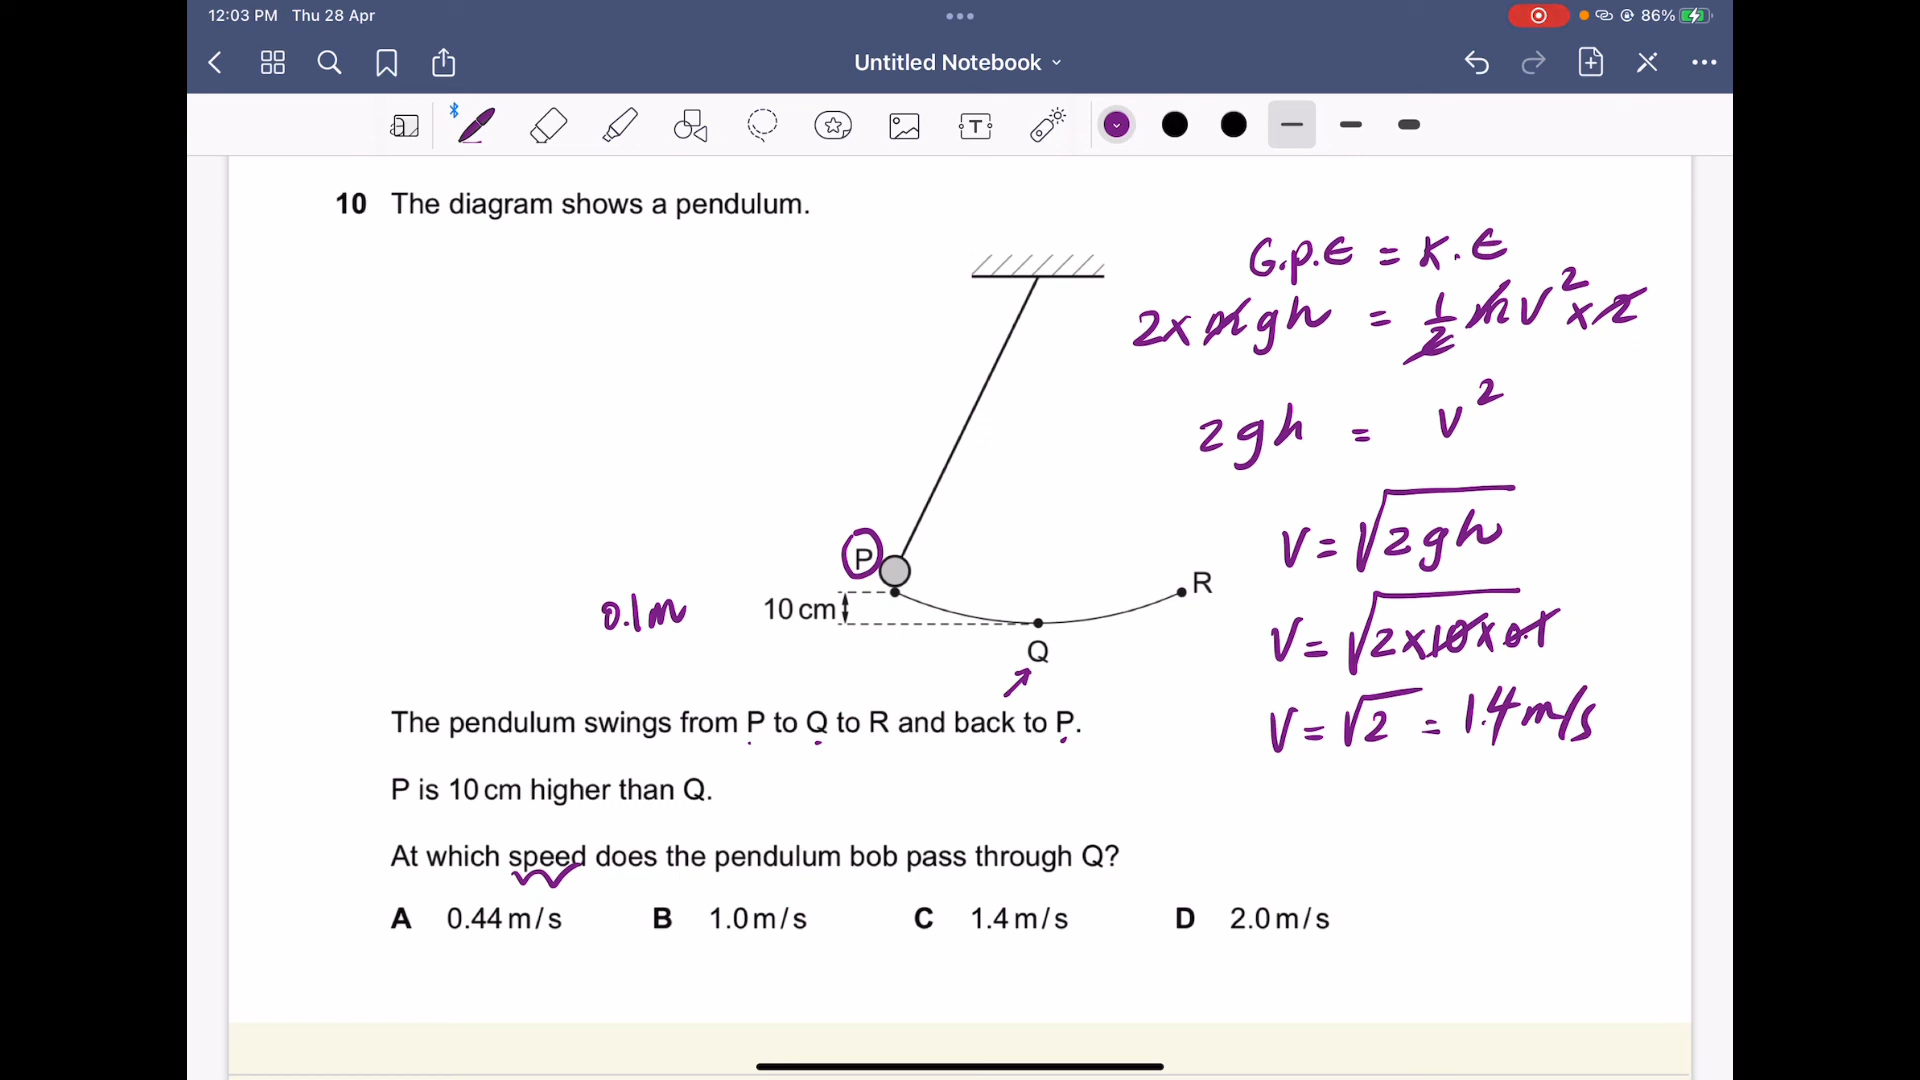 12:03 PM Thu 28 Apr
86%
Untitled Notebook
10 The diagram shows a pendulum.
G.P.E = K.E
2 x mgh = 1/2 mv² x 2
2gh = v²
V = √2gh
V = √2x10x0.1
V = √2 = 1.4 m/s
P
R
10 cm
0.1m
Q
The pendulum swings from P to Q to R and back to P.
P is 10 cm higher than Q.
At which speed does the pendulum bob pass through Q?
A 0.44 m/s B 1.0 m/s C 1.4 m/s D 2.0 m/s